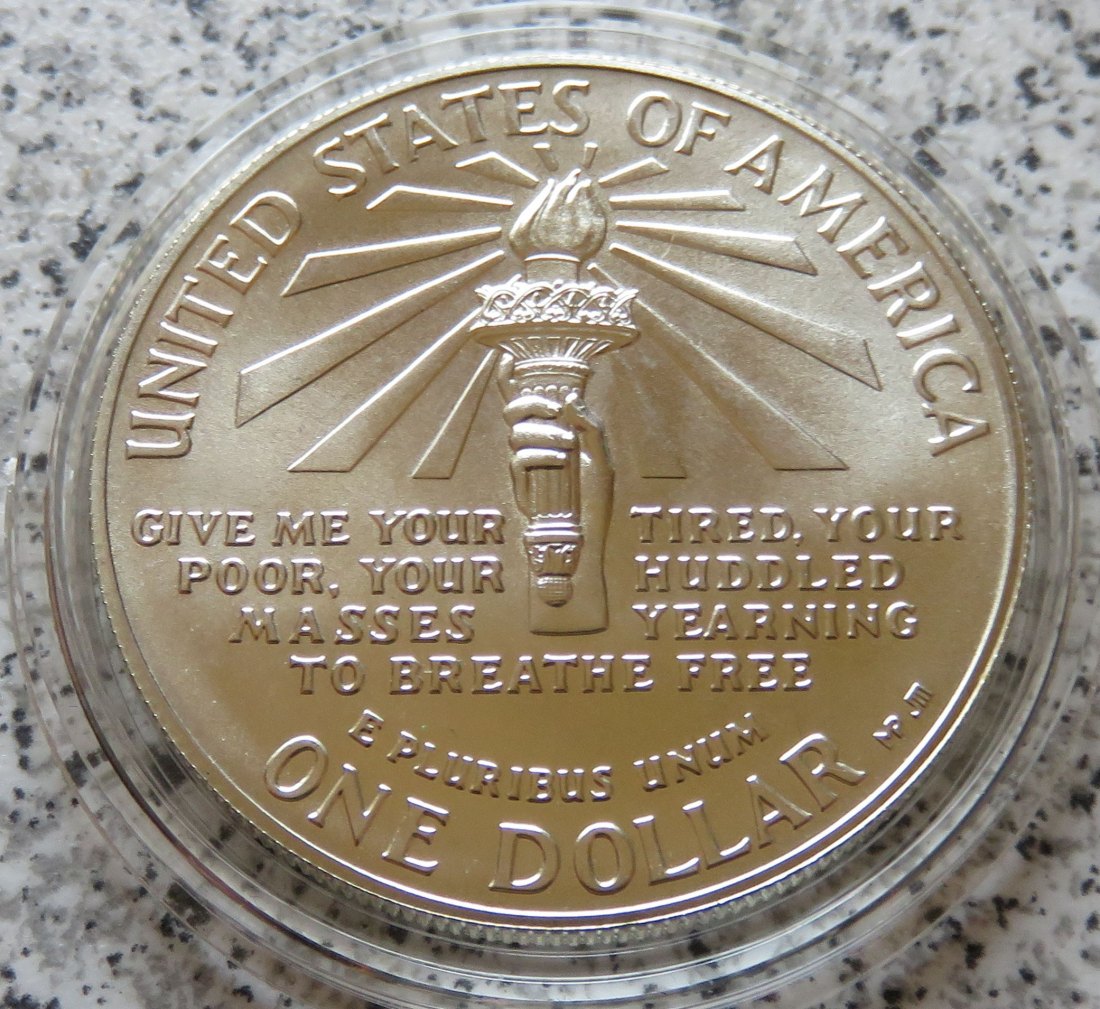 UNITED STATES OF AMERICA
GIVE ME YOUR TIRED, YOUR
POOR, YOUR HUDDLED
MASSES YEARNING
TO BREATHE FREE
E PLURIBUS UNUM
ONE DOLLAR